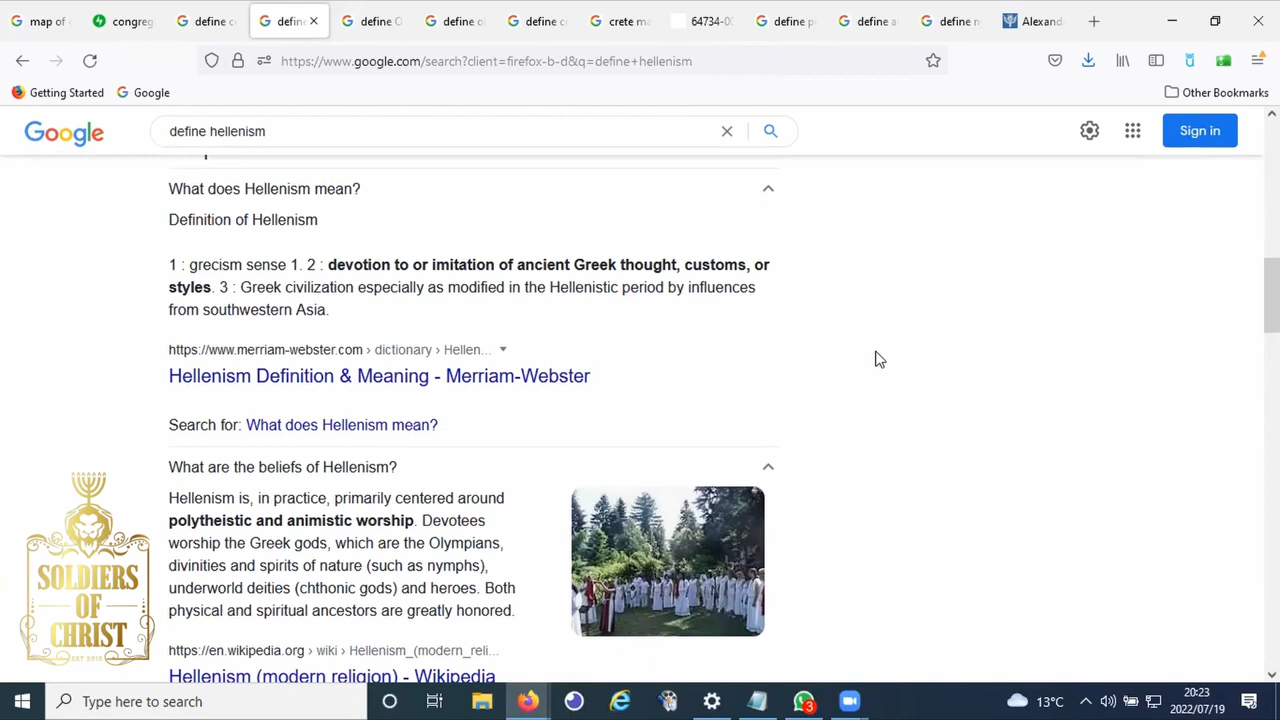 map of
congreg
define c
define
define O
define ol
define co
crete ma
64734-0
define p
define a
define n
Alexand
https://www.google.com/search?client=firefox-b-d&q=define+hellenism
Getting Started
Google
Other Bookmarks
Google
define hellenism
Sign in
What does Hellenism mean?
Definition of Hellenism
1 : grecism sense 1. 2 : devotion to or imitation of ancient Greek thought, customs, or
styles. 3 : Greek civilization especially as modified in the Hellenistic period by influences
from southwestern Asia.
https://www.merriam-webster.com › dictionary › Hellen...
Hellenism Definition & Meaning - Merriam-Webster
Search for: What does Hellenism mean?
What are the beliefs of Hellenism?
Hellenism is, in practice, primarily centered around
polytheistic and animistic worship. Devotees
worship the Greek gods, which are the Olympians,
divinities and spirits of nature (such as nymphs),
underworld deities (chthonic gods) and heroes. Both
physical and spiritual ancestors are greatly honored.
https://en.wikipedia.org › wiki › Hellenism_(modern_reli...
Hellenism (modern religion) - Wikipedia
SOLDIERS
OF
CHRIST
EST 2015
Type here to search
3
13°C
20:23
2022/07/19